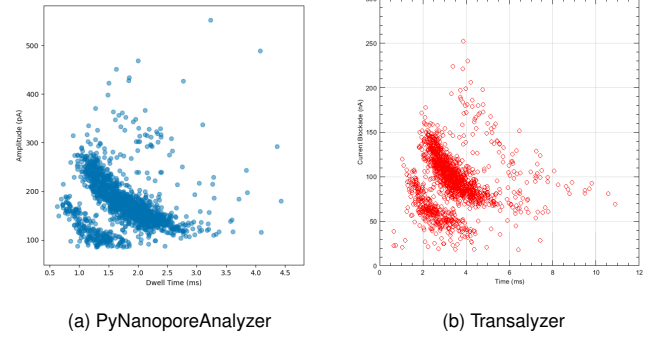 500
400
300
200
100
Amplitude (pA)
0.5 1.0 1.5 2.0 2.5 3.0 3.5 4.0 4.5
Dwell Time (ms)
(a) PyNanoporeAnalyzer
300
250
200
150
100
50
0
Current Blockade (nA)
0 2 4 6 8 10 12
Time (ms)
(b) Transalyzer